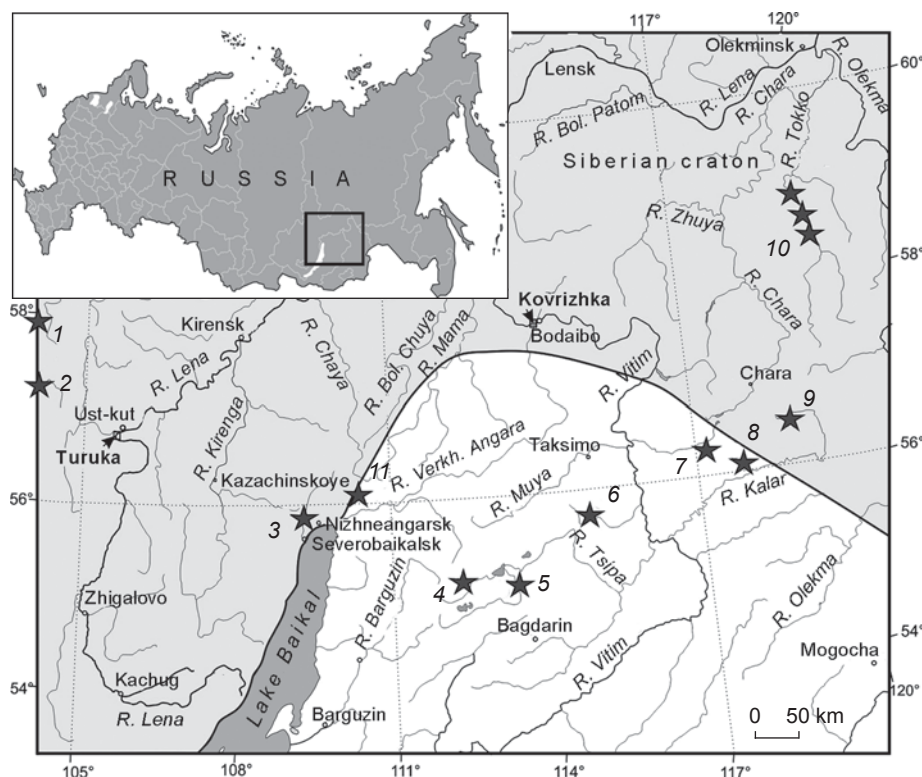 117°
120°
Olekminsk
60°
Lensk
R. Lena
R. Chara
R. Olekma
R. Bol. Patom
R. Tokko
RUSSIA
Siberian craton
R. Zhuya
10
58°
R. Chara
58°
Kovrizhka
1
Kirensk
R. Chaya
R. Bol. Chuya
R. Mama
Bodaibo
R. Lena
R. Vitim
Chara
2
9
Ust-kut
R. Kirenga
8
Turuka
R. Verkh. Angara
Taksimo
7
56°
Kazachinskoye
11
R. Muya
6
R. Kalar
56°
3
Nizhneangarsk
Severobaikalsk
R. Tsipa
4
5
Zhigalovo
R. Barguzin
R. Olekma
Lake Baikal
Bagdarin
R. Vitim
Mogocha
Kachug
54°
120°
R. Lena
Barguzin
0 50 km
105°
108°
111°
114°
117°